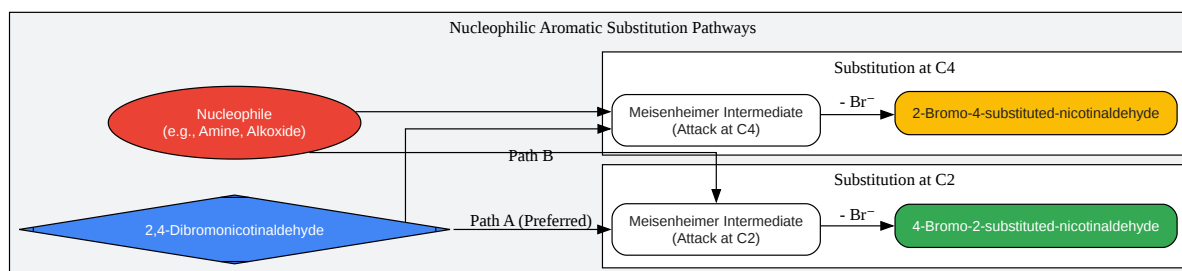 Nucleophilic Aromatic Substitution Pathways
Substitution at C4
Nucleophile
(e.g., Amine, Alkoxide)
Meisenheimer Intermediate
(Attack at C4)
- Br⁻
2-Bromo-4-substituted-nicotinaldehyde
Path B
Substitution at C2
2,4-Dibromonicotinaldehyde
Path A (Preferred)
Meisenheimer Intermediate
(Attack at C2)
- Br⁻
4-Bromo-2-substituted-nicotinaldehyde